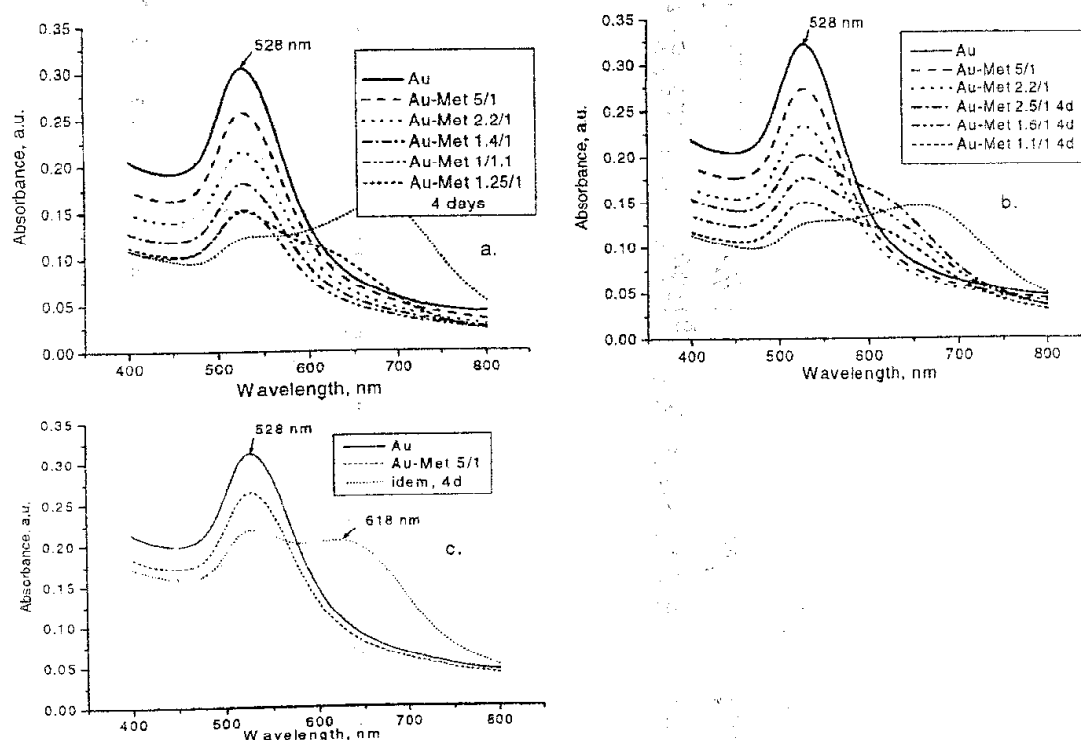 0.35
0.30
0.25
0.20
0.15
0.10
0.05
0.00
Absorbance, a.u.
528 nm
Au
Au-Met 5/1
Au-Met 2.2/1
Au-Met 1.4/1
Au-Met 1/1.1
Au-Met 1.25/1
4 days
a.
400
500
600
700
800
Wavelength, nm
0.35
0.30
0.25
0.20
0.15
0.10
0.05
0.00
Absorbance, a.u.
528 nm
Au
Au-Met 5/1
Au-Met 2.2/1
Au-Met 2.5/1 4d
Au-Met 1.6/1 4d
Au-Met 1.1/1 4d
b.
400
500
600
700
800
Wavelength, nm
0.35
0.30
0.25
0.20
0.15
0.10
0.05
0.00
Absorbance, a.u.
528 nm
Au
Au-Met 5/1
idem, 4d
618 nm
c.
400
500
600
700
800
Wavelength, nm